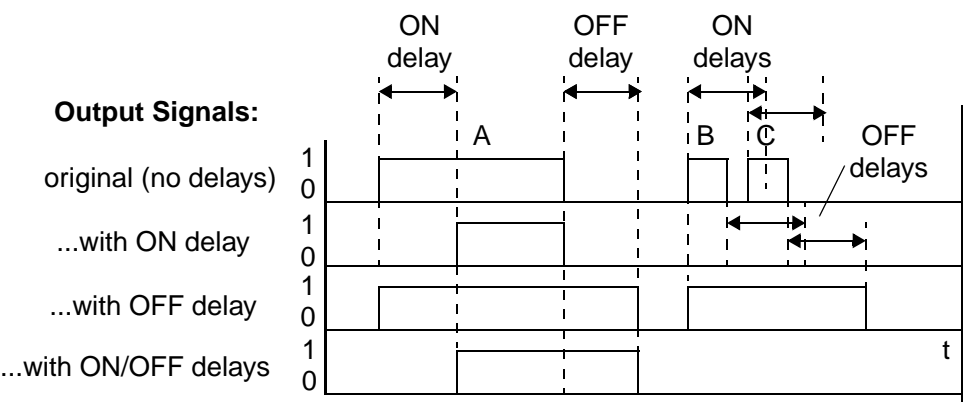 ON delay
OFF delay
ON delays
Output Signals:
A
B
C
OFF delays
original (no delays)
1
0
...with ON delay
1
0
...with OFF delay
1
0
...with ON/OFF delays
1
0
t